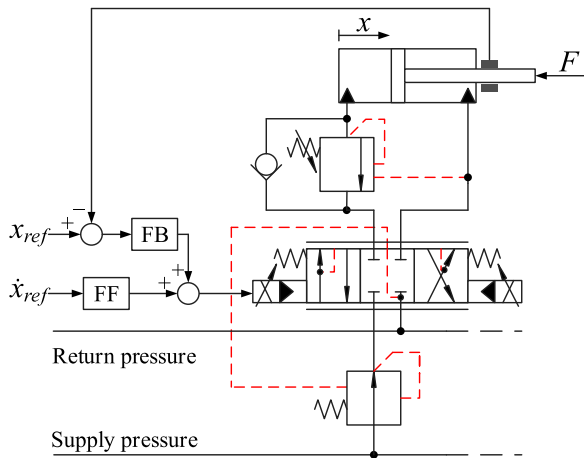 x
F
+ −
x_ref
FB
+
ẋ_ref
FF
+
Return pressure
Supply pressure